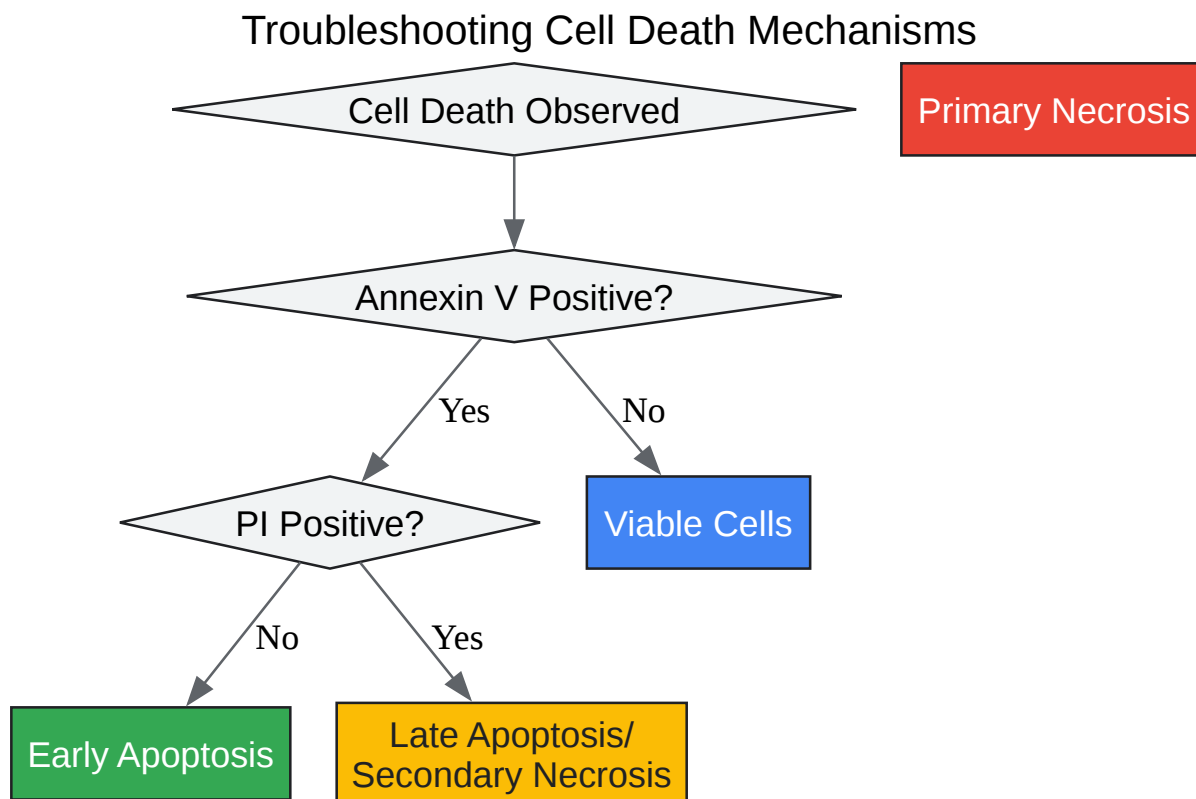 Troubleshooting Cell Death Mechanisms
Cell Death Observed
Primary Necrosis
Annexin V Positive?
Yes
No
PI Positive?
Viable Cells
No
Yes
Early Apoptosis
Late Apoptosis/
Secondary Necrosis